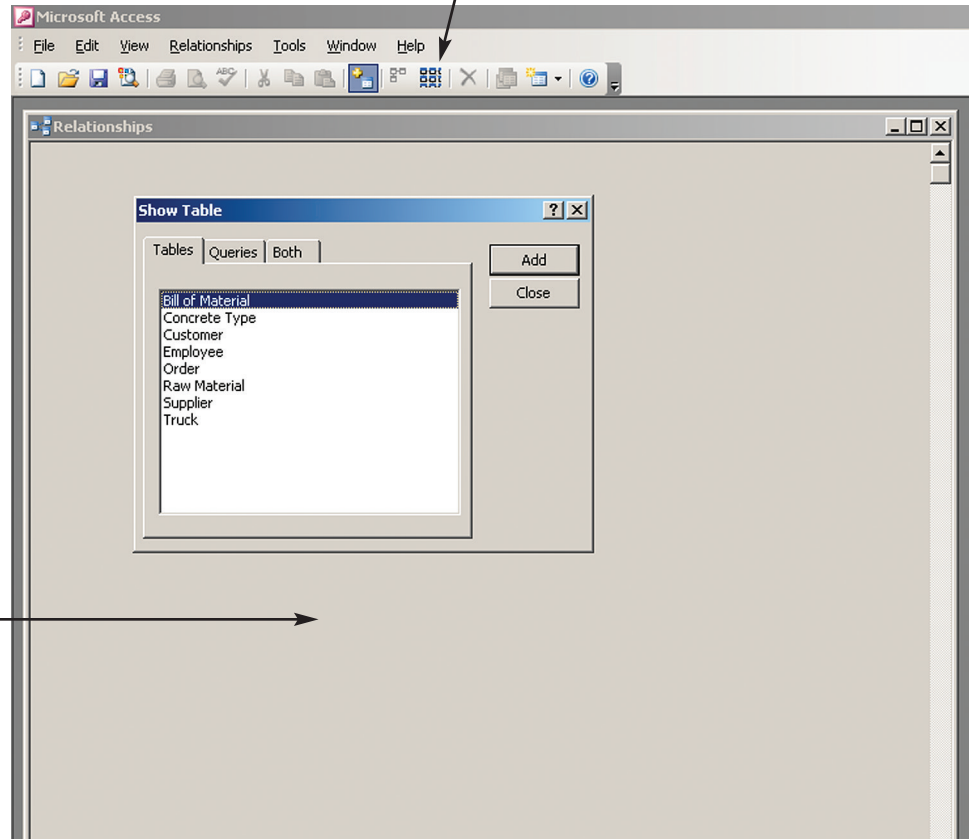 Microsoft Access
File Edit View Relationships Tools Window Help
ABC
Relationships
Show Table
Tables Queries Both
Add
Close
Bill of Material
Concrete Type
Customer
Employee
Order
Raw Material
Supplier
Truck